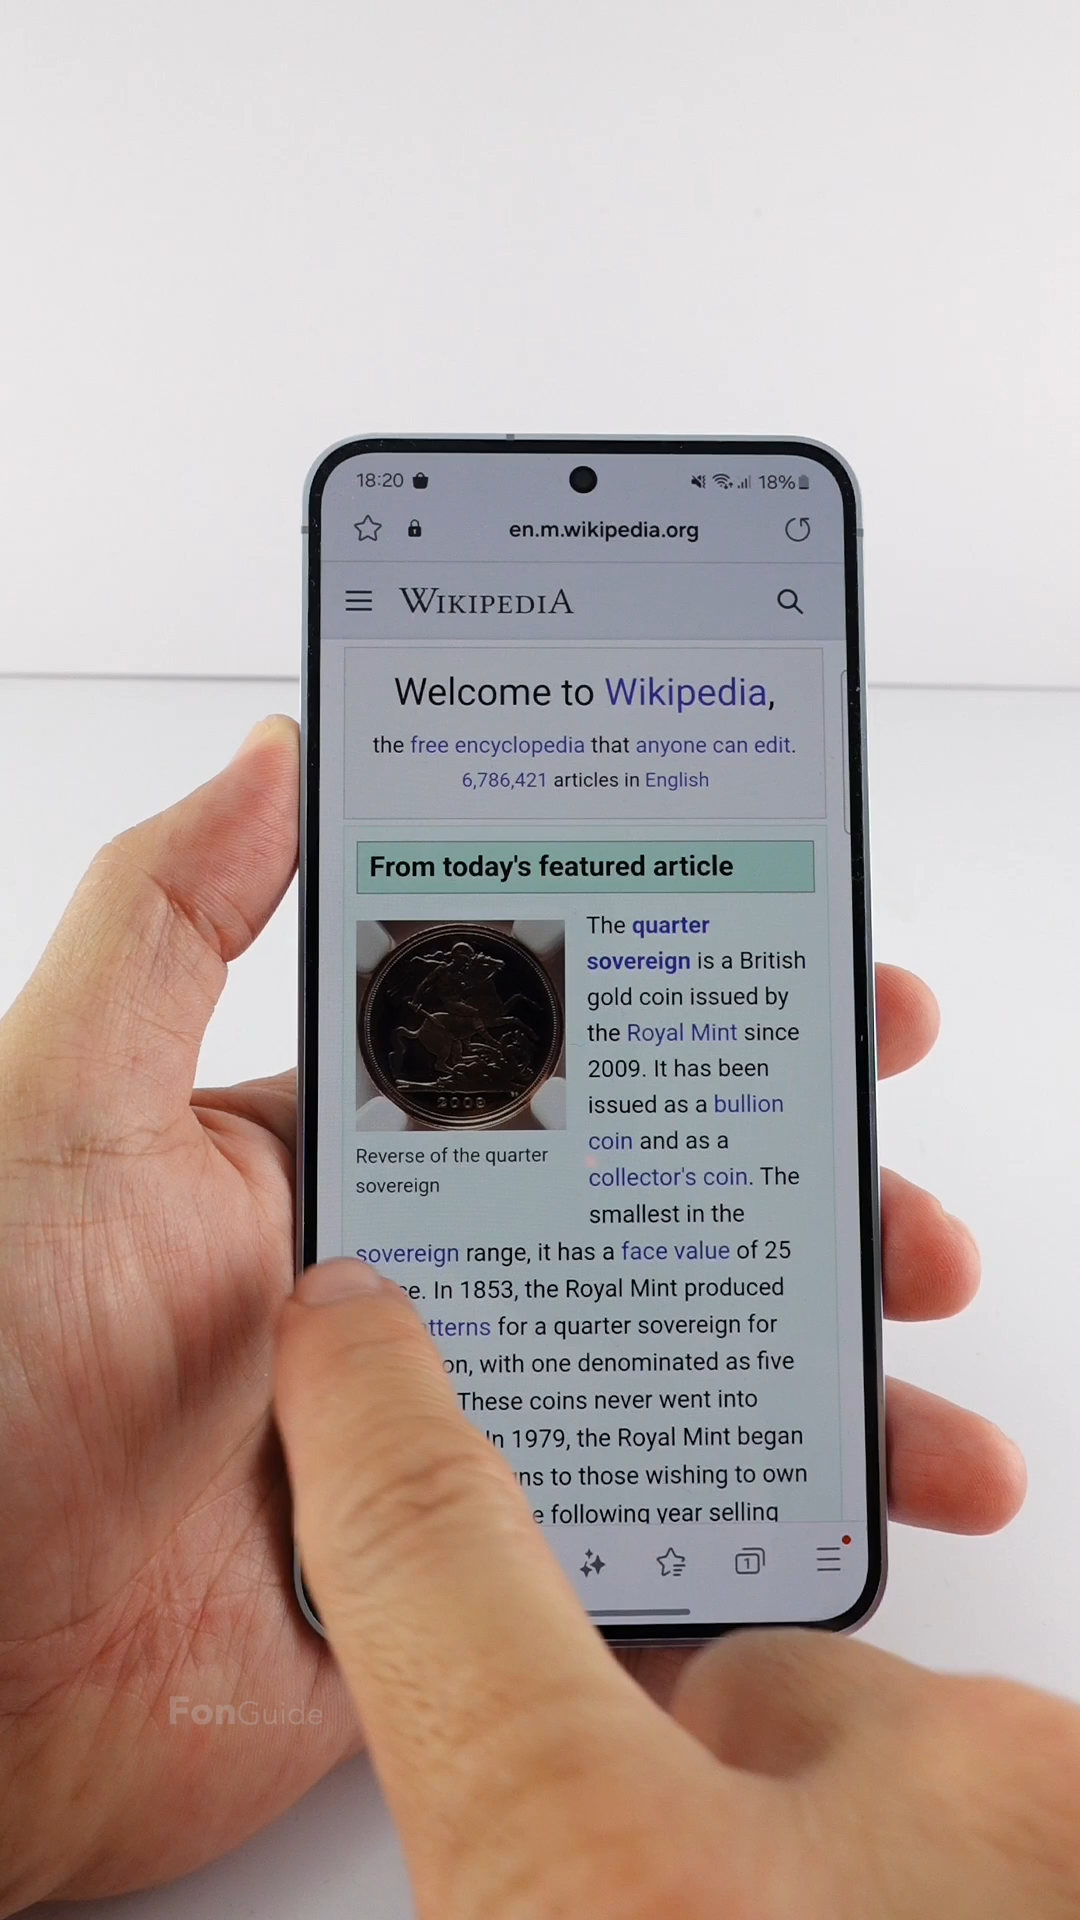 18:20 18%
en.m.wikipedia.org
WIKIPEDIA
Welcome to Wikipedia,
the free encyclopedia that anyone can edit.
6,786,421 articles in English
From today's featured article
The quarter
sovereign is a British
gold coin issued by
the Royal Mint since
2009. It has been
issued as a bullion
coin and as a
collector's coin. The
smallest in the
2009
Reverse of the quarter
sovereign
sovereign range, it has a face value of 25
In 1853, the Royal Mint produced
for a quarter sovereign for
with one denominated as five
These coins never went into
In 1979, the Royal Mint began
to those wishing to own
following year selling
1
FonGuide